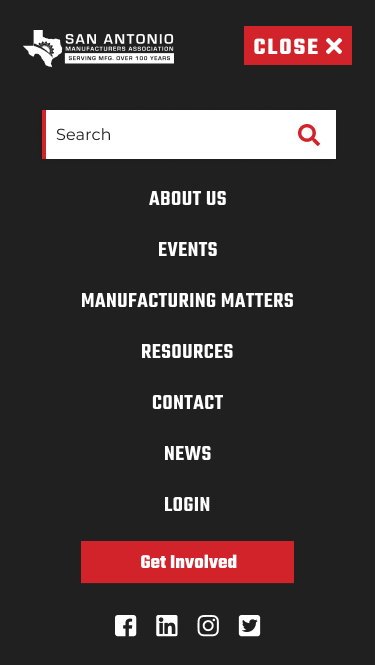 SAN ANTONIO
MANUFACTURERS ASSOCIATION
SERVING MFG. OVER 100 YEARS
CLOSE
Search
ABOUT US
EVENTS
MANUFACTURING MATTERS
RESOURCES
CONTACT
NEWS
LOGIN
Get Involved